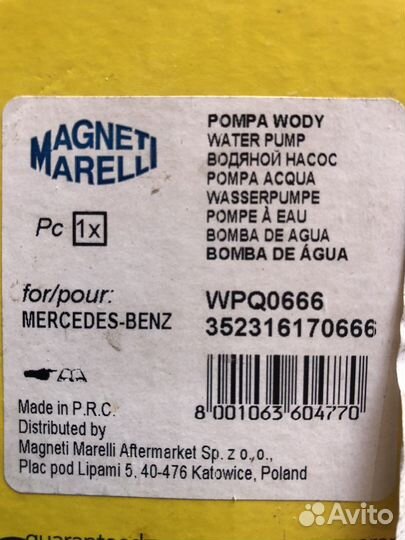 MAGNETI
MARELLI
Pc 1x
POMPA WODY
WATER PUMP
ВОДЯНОЙ НАСОС
POMPA ACQUA
WASSERPUMPE
POMPE À EAU
BOMBA DE AGUA
BOMBA DE ÁGUA
for/pour:
MERCEDES-BENZ
WPQ0666
352316170666
8 001063 604770
Made in P.R.C.
Distributed by
Magneti Marelli Aftermarket Sp. z o.o.,
Plac pod Lipami 5, 40-476 Katowice, Poland
guaranteed
Avito